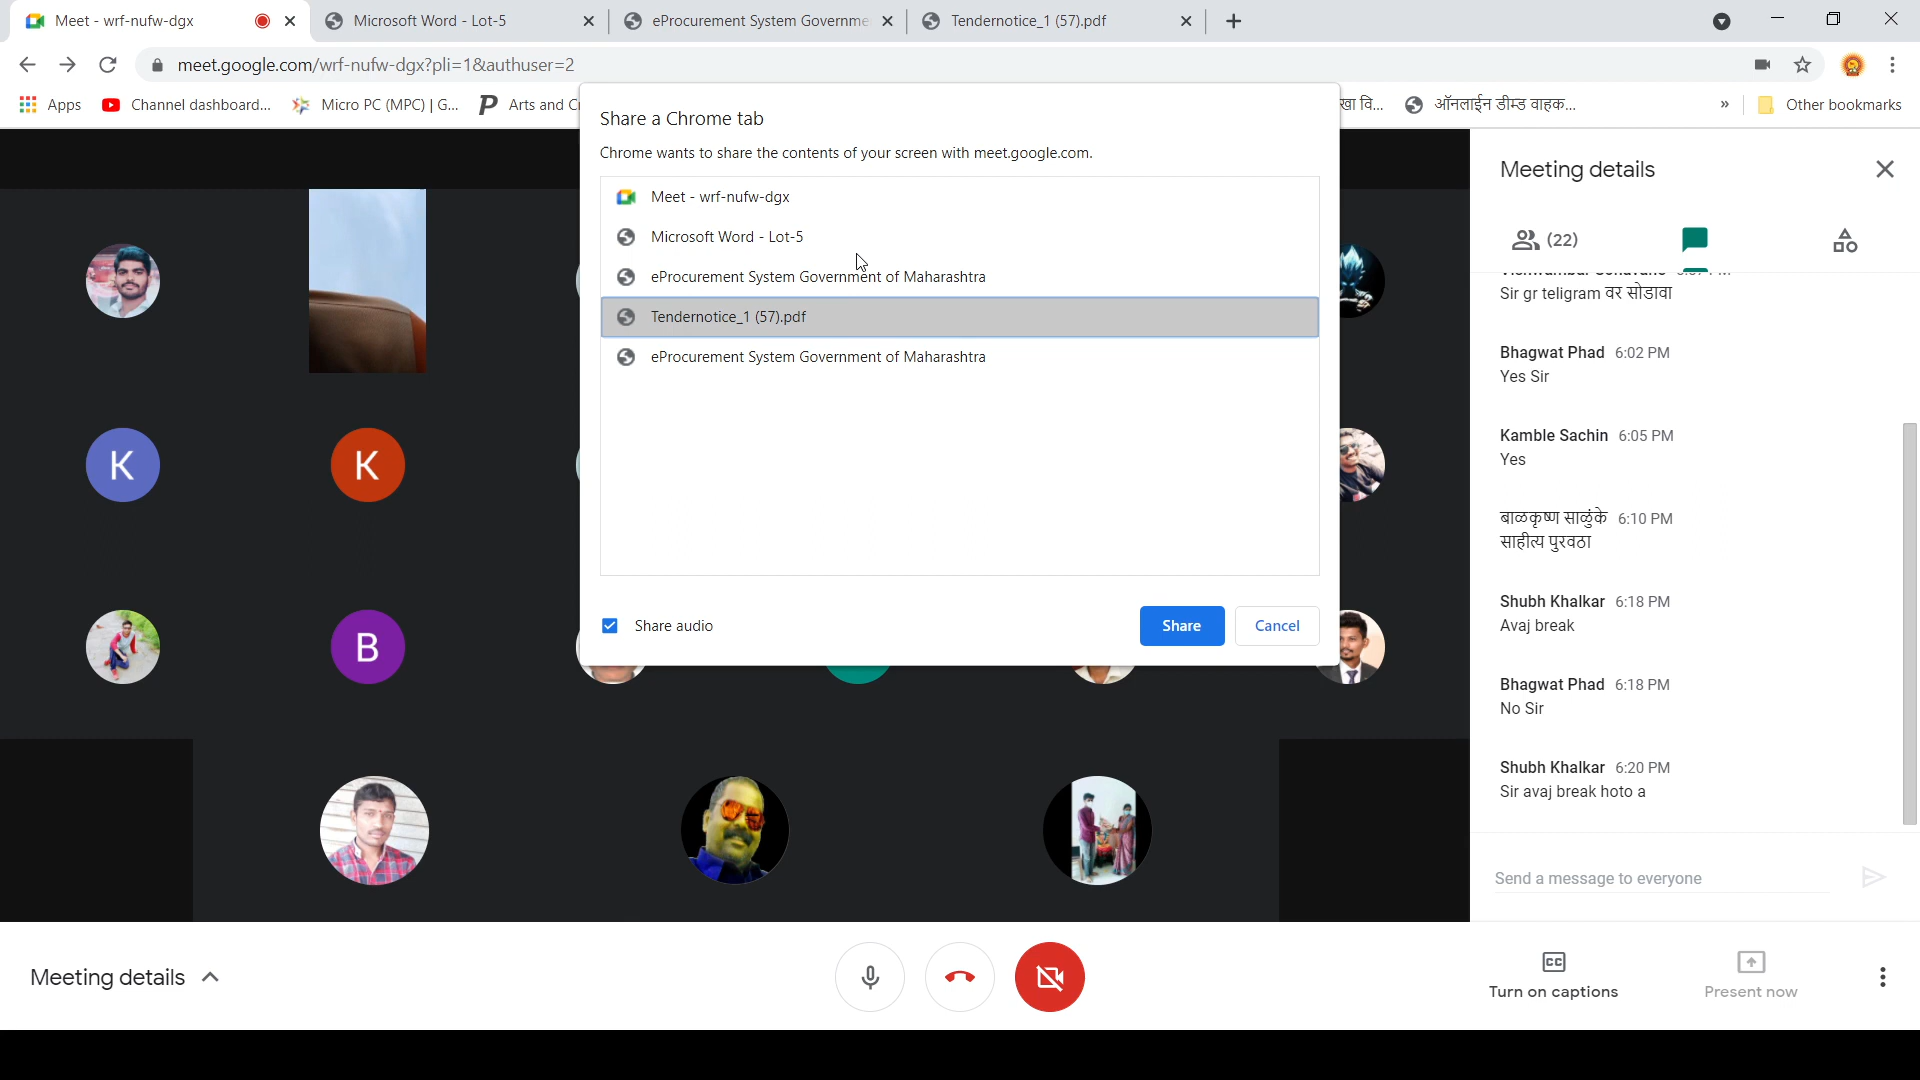 Meet - wrf-nufw-dgx
Microsoft Word - Lot-5
eProcurement System Governme
Tendernotice_1 (57).pdf
meet.google.com/wrf-nufw-dgx?pli=1&authuser=2
Apps
Channel dashboard...
Micro PC (MPC) | G...
P Arts and C
खा वि...
ऑनलाईन डीम्ड वाहक...
»
Other bookmarks
Share a Chrome tab
Chrome wants to share the contents of your screen with meet.google.com.
Meet - wrf-nufw-dgx
Microsoft Word - Lot-5
eProcurement System Government of Maharashtra
Tendernotice_1 (57).pdf
eProcurement System Government of Maharashtra
Share audio
Share
Cancel
K
K
B
Meeting details
(22)
Sir gr teligram वर सोडावा
Bhagwat Phad 6:02 PM
Yes Sir
Kamble Sachin 6:05 PM
Yes
बाळकृष्ण साळुंके 6:10 PM
साहीत्य पुरवठा
Shubh Khalkar 6:18 PM
Avaj break
Bhagwat Phad 6:18 PM
No Sir
Shubh Khalkar 6:20 PM
Sir avaj break hoto a
Send a message to everyone
Meeting details
CC
Turn on captions
Present now